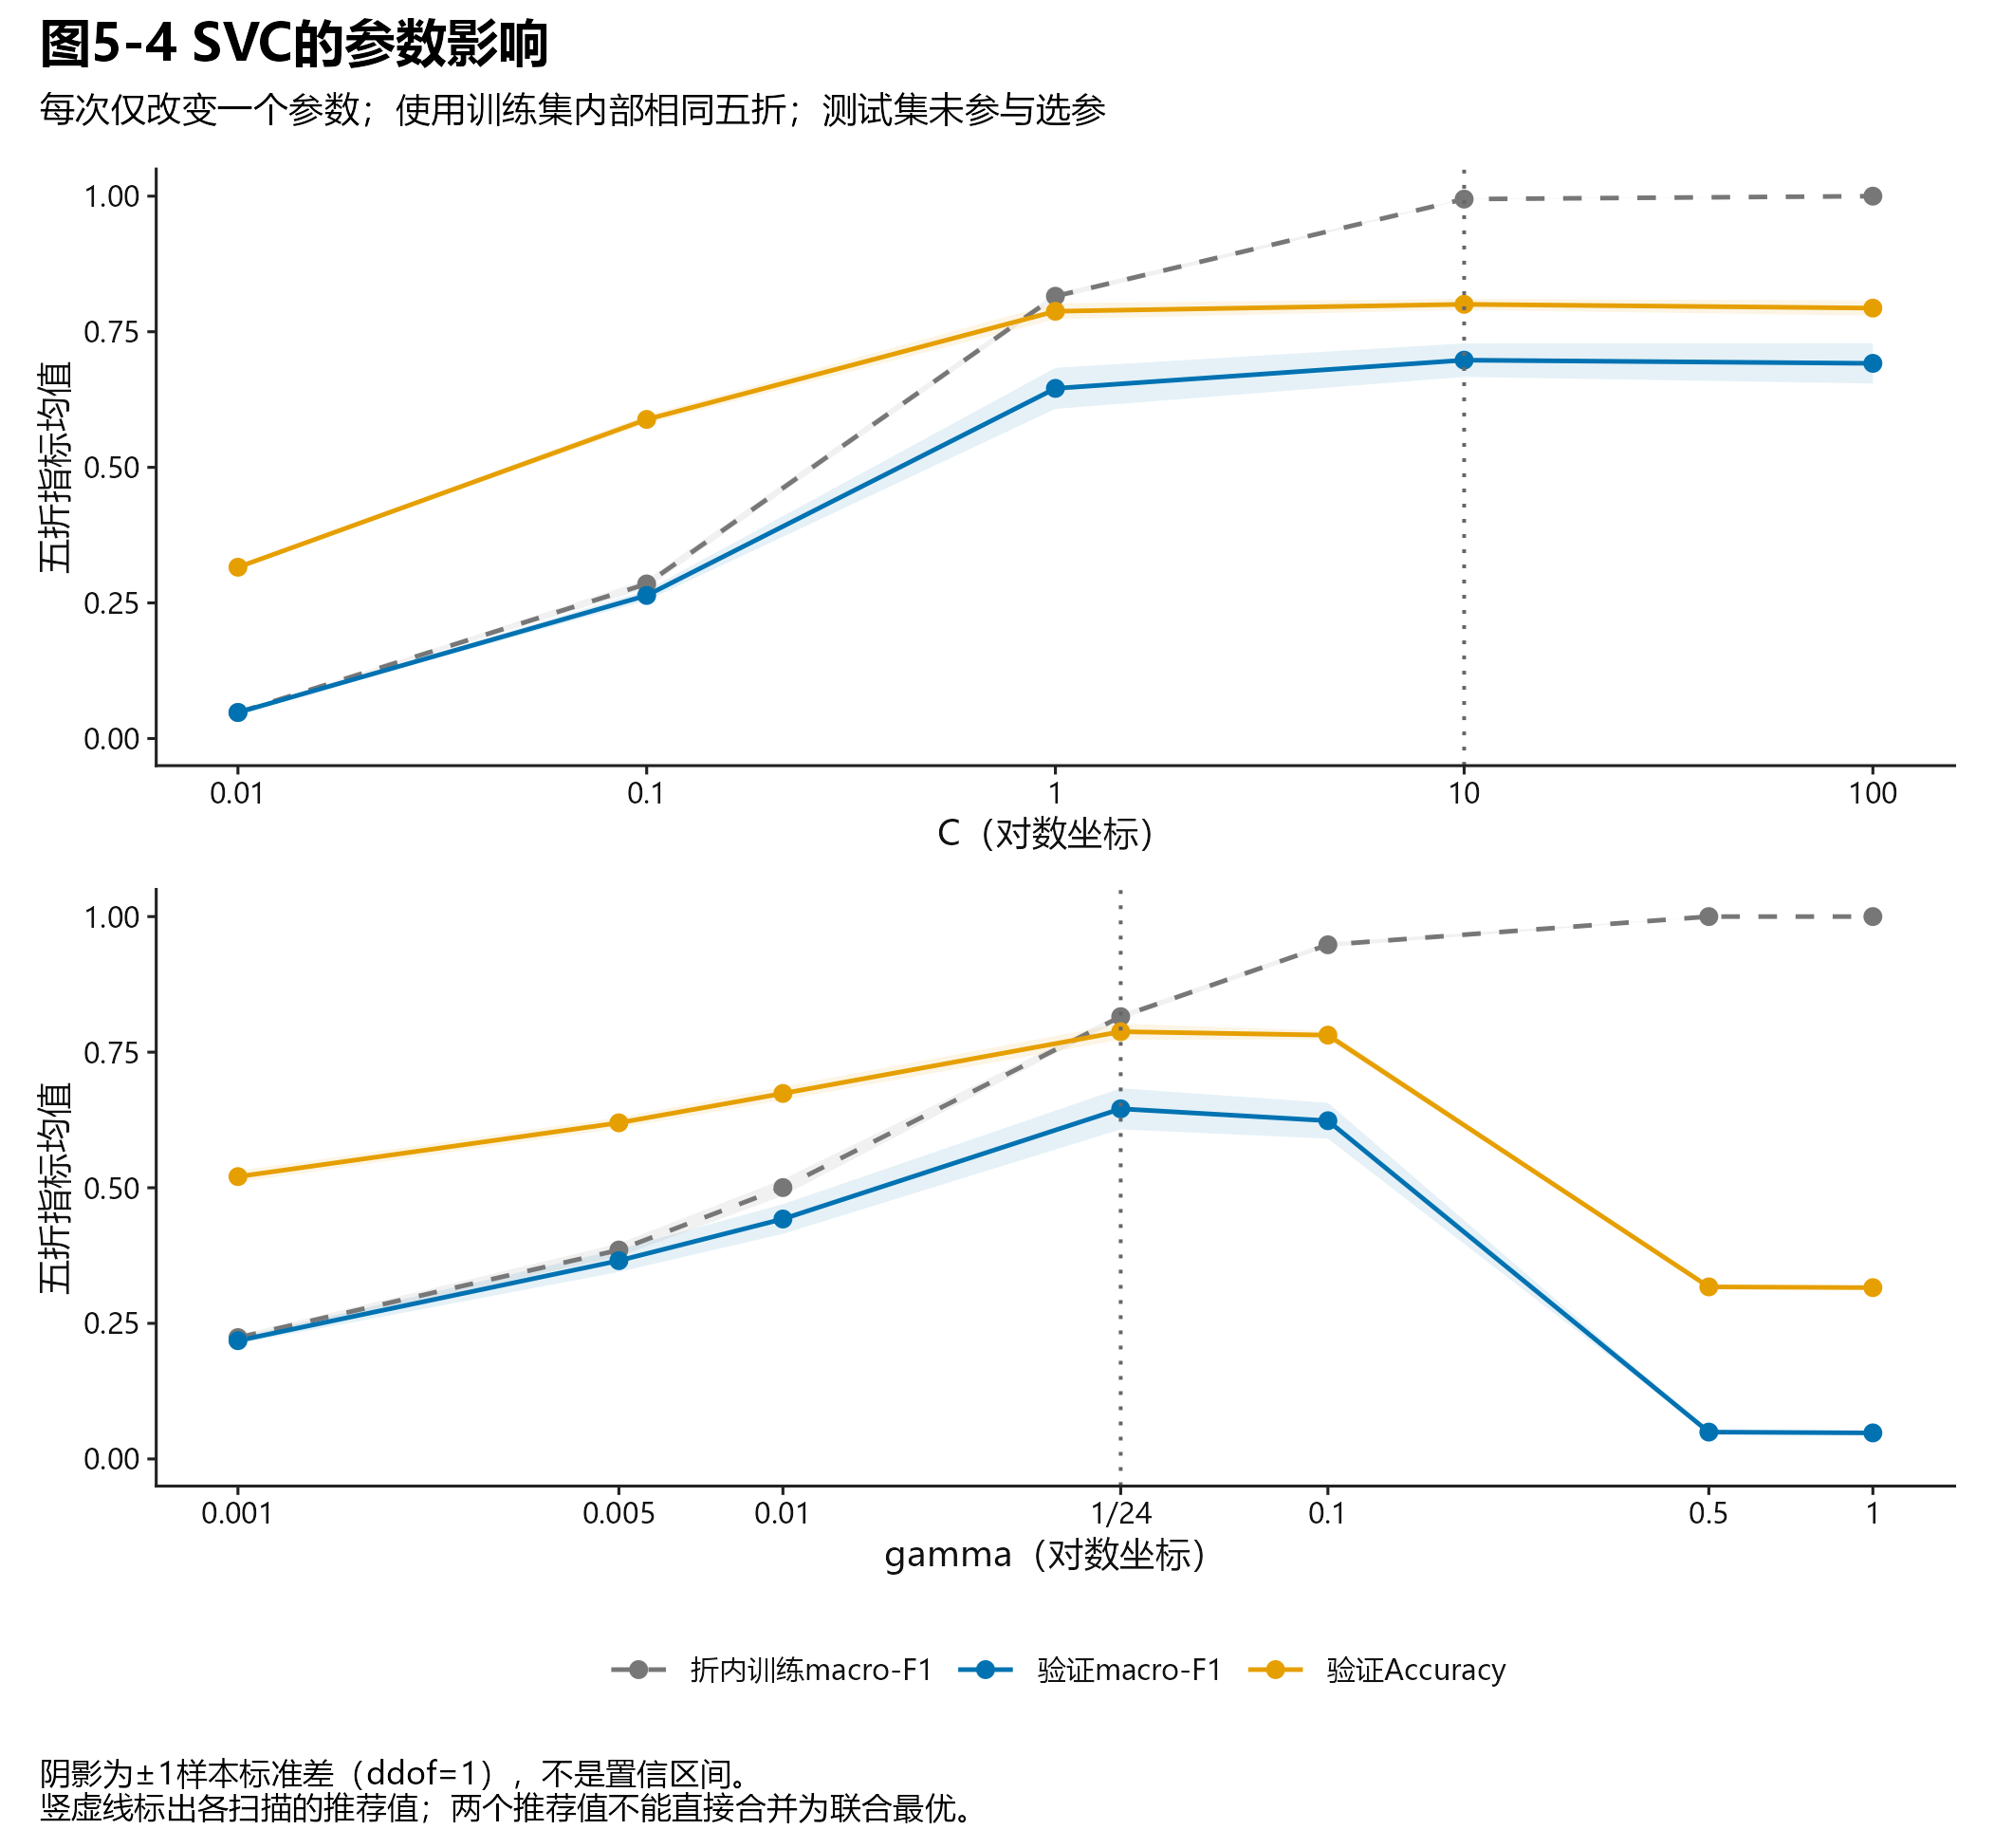 图5-4 SVC的参数影响
每次仅改变一个参数；使用训练集内部相同五折；测试集未参与选参
1.00
0.75
0.50
0.25
0.00
五折指标均值
0.01 0.1 1 10 100
C（对数坐标）
1.00
0.75
0.50
0.25
0.00
五折指标均值
0.001 0.005 0.01 1/24 0.1 0.5 1
gamma（对数坐标）
折内训练macro-F1 验证macro-F1 验证Accuracy
阴影为±1样本标准差（ddof=1），不是置信区间。
竖虚线标出各扫描的推荐值；两个推荐值不能直接合并为联合最优。